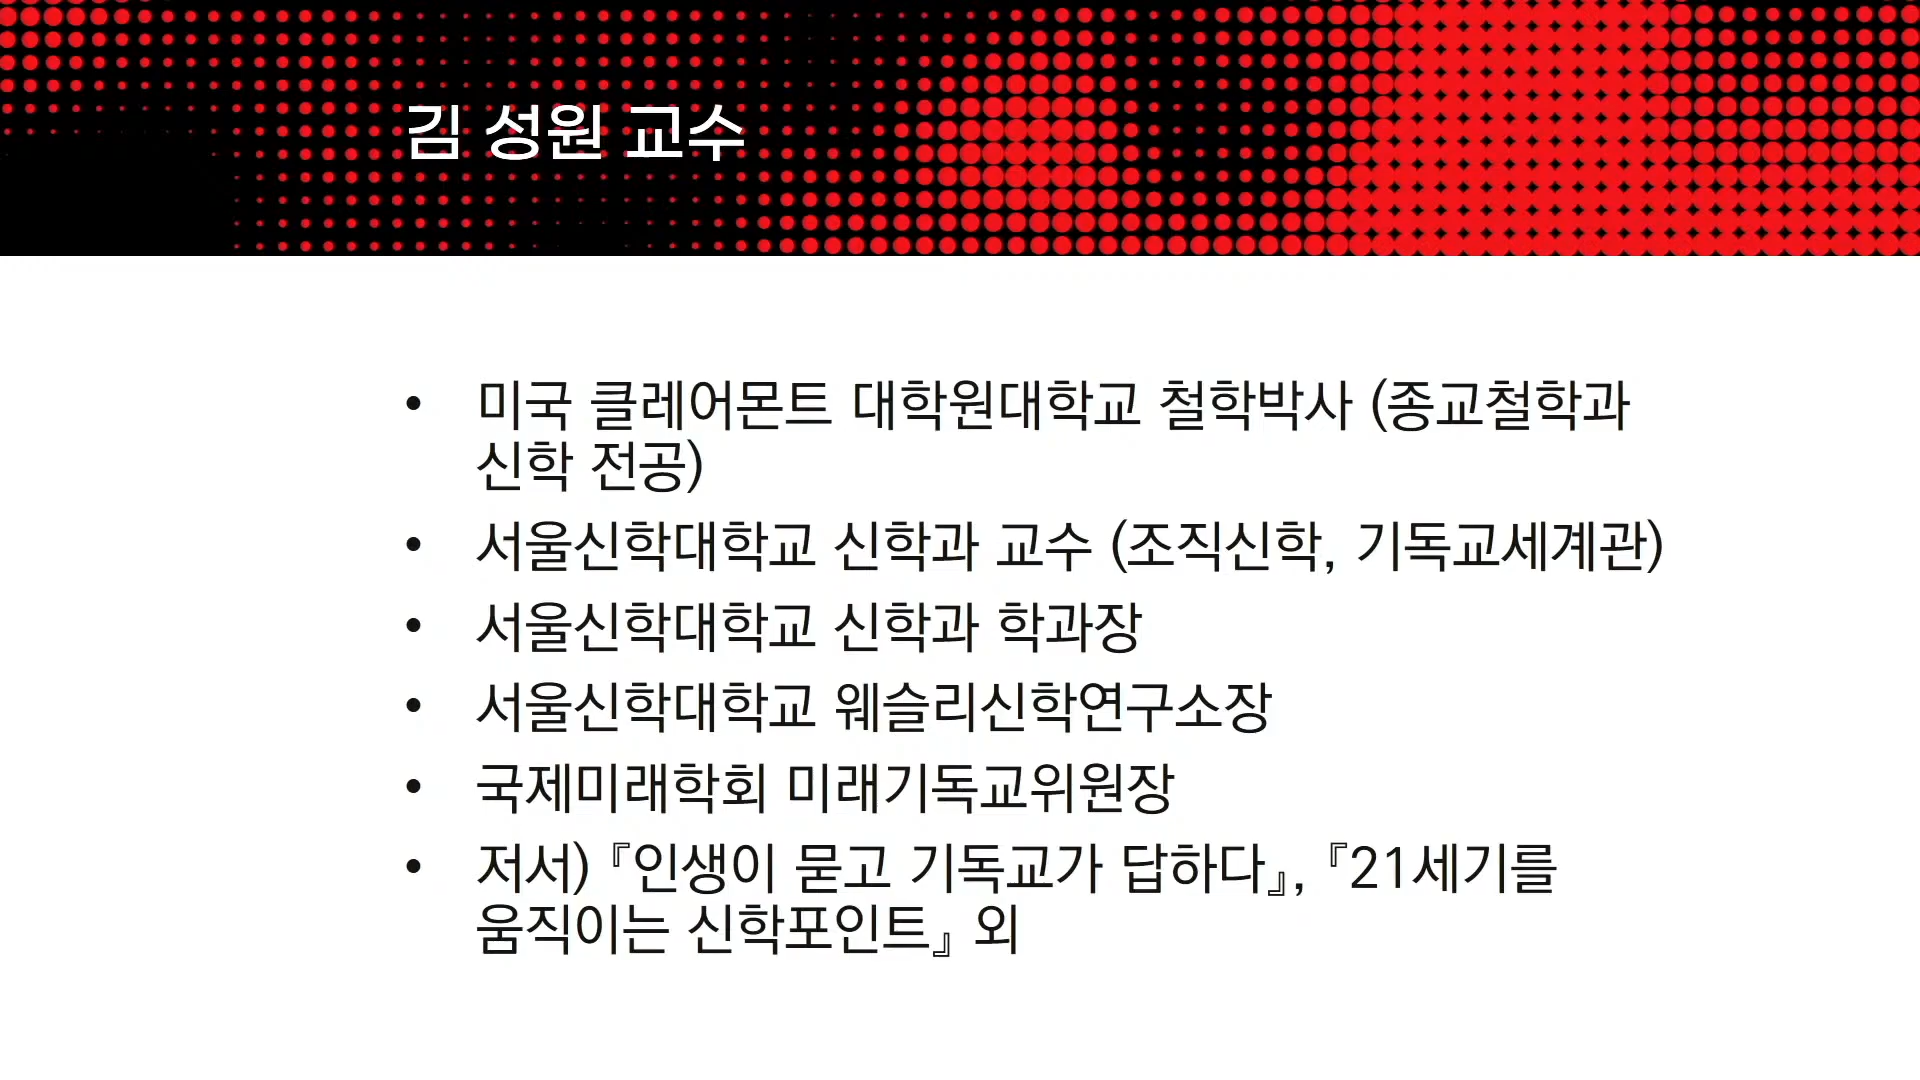 김 성원 교수
• 미국 클레어몬트 대학원대학교 철학박사 (종교철학과
신학 전공)
• 서울신학대학교 신학과 교수 (조직신학, 기독교세계관)
• 서울신학대학교 신학과 학과장
• 서울신학대학교 웨슬리신학연구소장
• 국제미래학회 미래기독교위원장
• 저서) 『인생이 묻고 기독교가 답하다』, 『21세기를
움직이는 신학포인트』 외